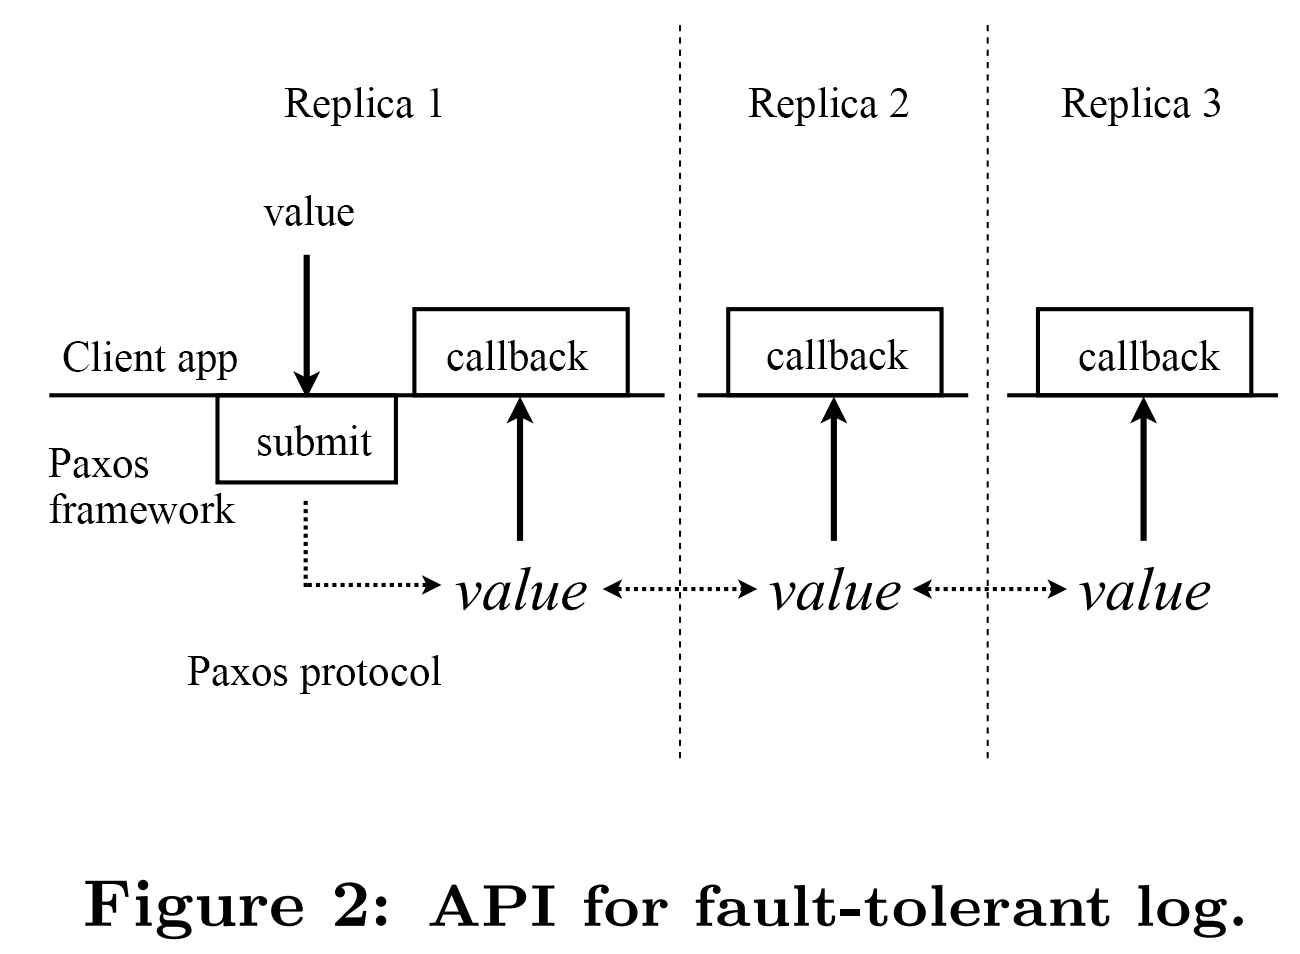 Replica 1
Replica 2
Replica 3
value
Client app
callback
callback
callback
submit
Paxos
framework
value
value
value
Paxos protocol
Figure 2: API for fault-tolerant log.